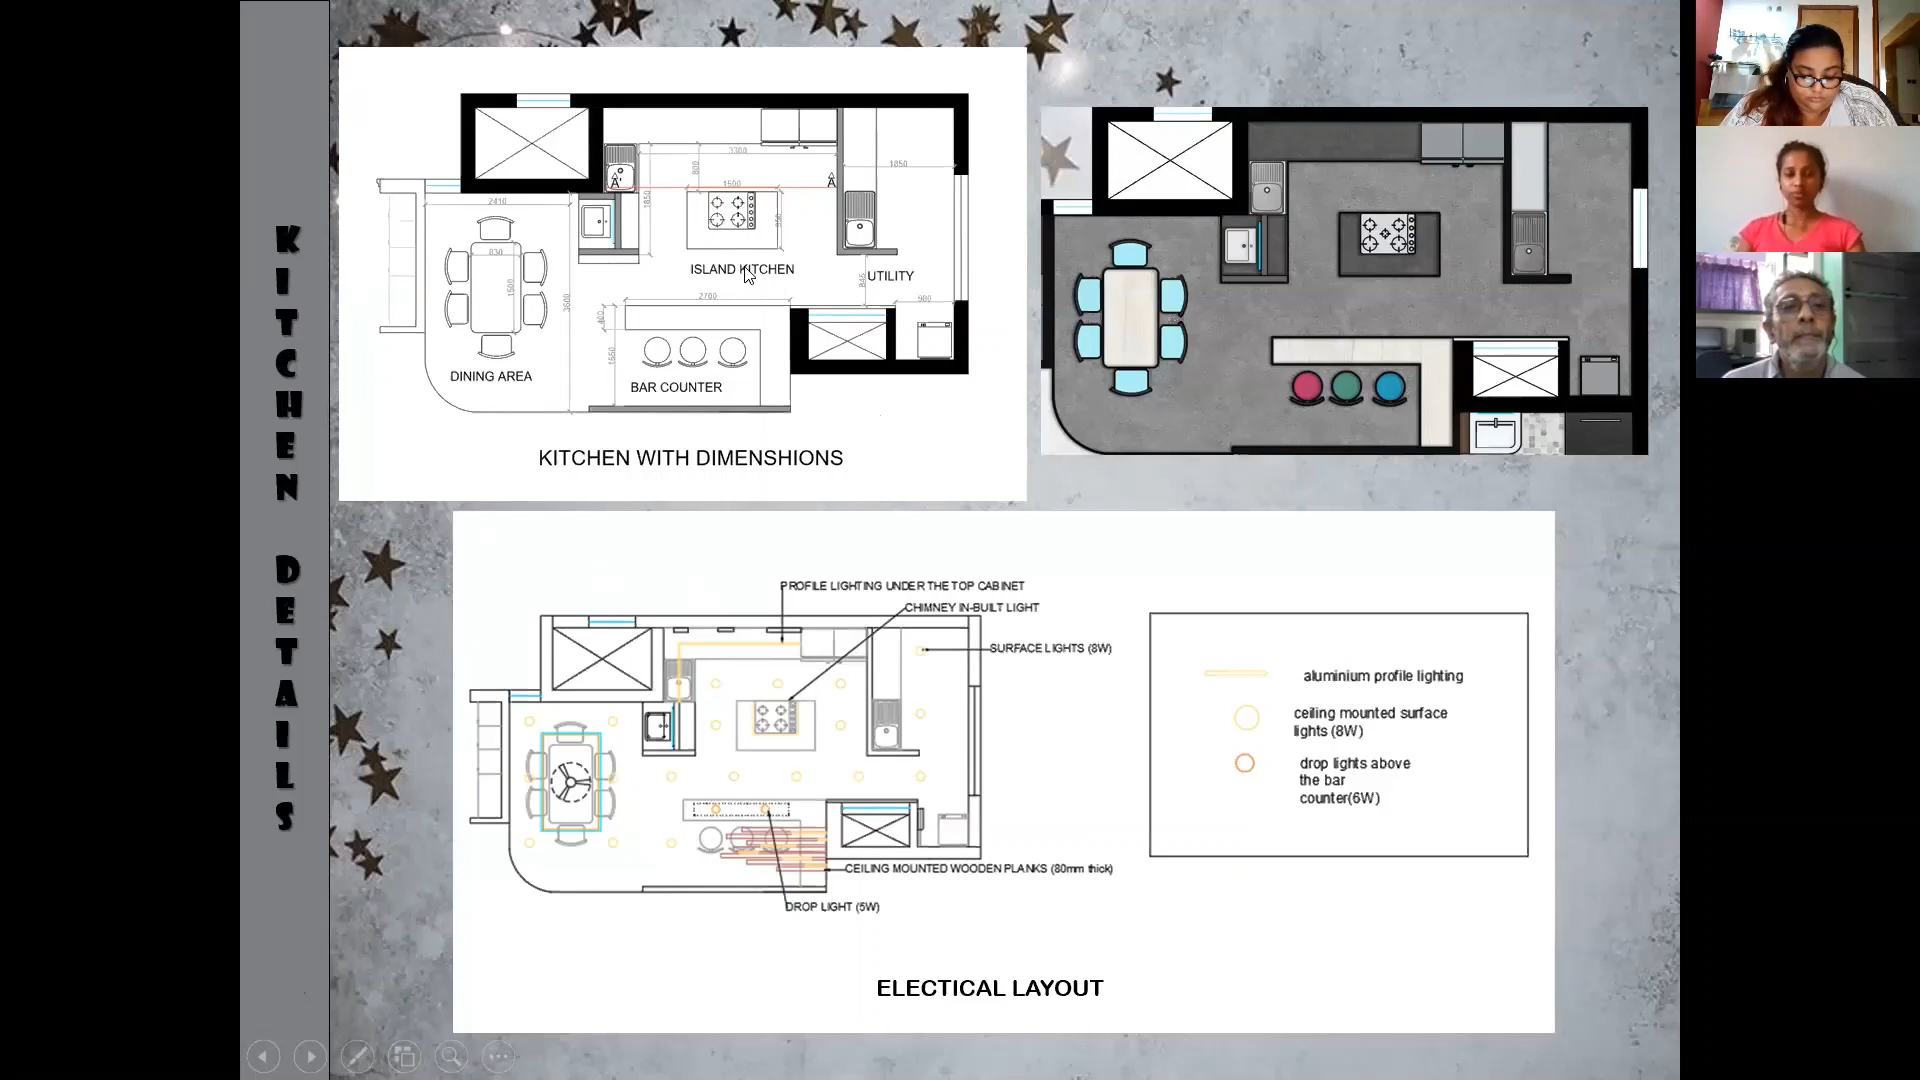 KITCHEN DETAILS
2410
830
1500
3600
3300
800
1500
1850
950
A'
A
1850
ISLAND KITCHEN
UTILITY
845
980
2700
400
1550
DINING AREA
BAR COUNTER
KITCHEN WITH DIMENSHIONS
PROFILE LIGHTING UNDER THE TOP CABINET
CHIMNEY IN-BUILT LIGHT
SURFACE LIGHTS (8W)
CEILING MOUNTED WOODEN PLANKS (80mm thick)
DROP LIGHT (5W)
ELECTICAL LAYOUT
aluminium profile lighting
ceiling mounted surface
lights (8W)
drop lights above
the bar
counter(6W)